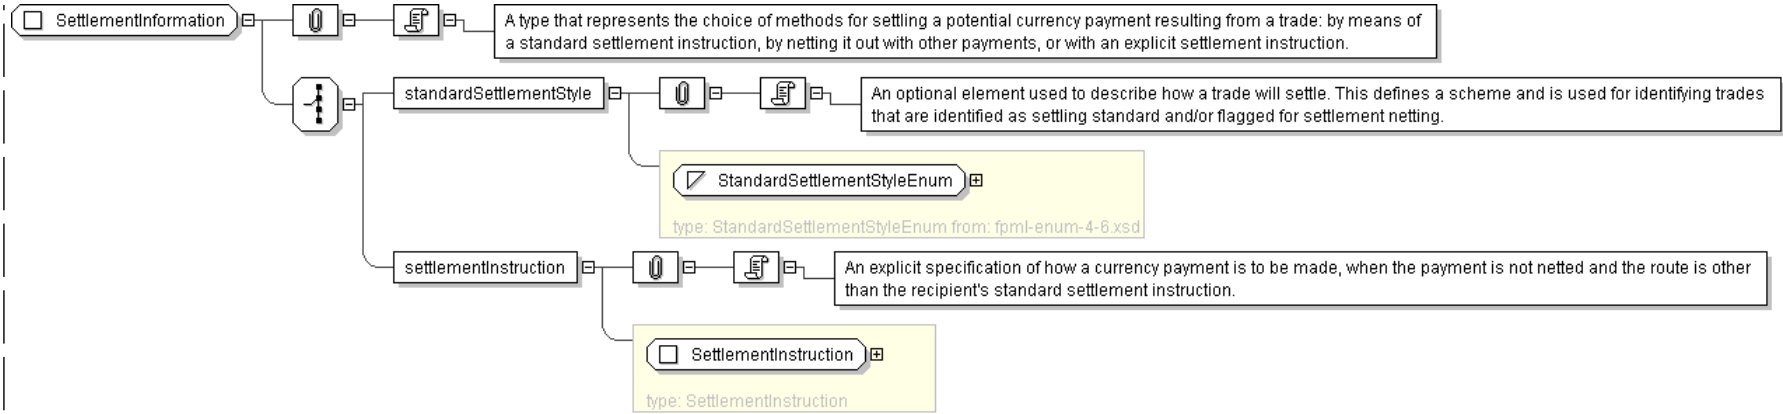 SettlementInformation
A type that represents the choice of methods for settling a potential currency payment resulting from a trade: by means of
a standard settlement instruction, by netting it out with other payments, or with an explicit settlement instruction.
standardSettlementStyle
An optional element used to describe how a trade will settle. This defines a scheme and is used for identifying trades
that are identified as settling standard and/or flagged for settlement netting.
StandardSettlementStyleEnum
type: StandardSettlementStyleEnum from: fpml-enum-4-6.xsd
settlementInstruction
An explicit specification of how a currency payment is to be made, when the payment is not netted and the route is other
than the recipient's standard settlement instruction.
SettlementInstruction
type: SettlementInstruction